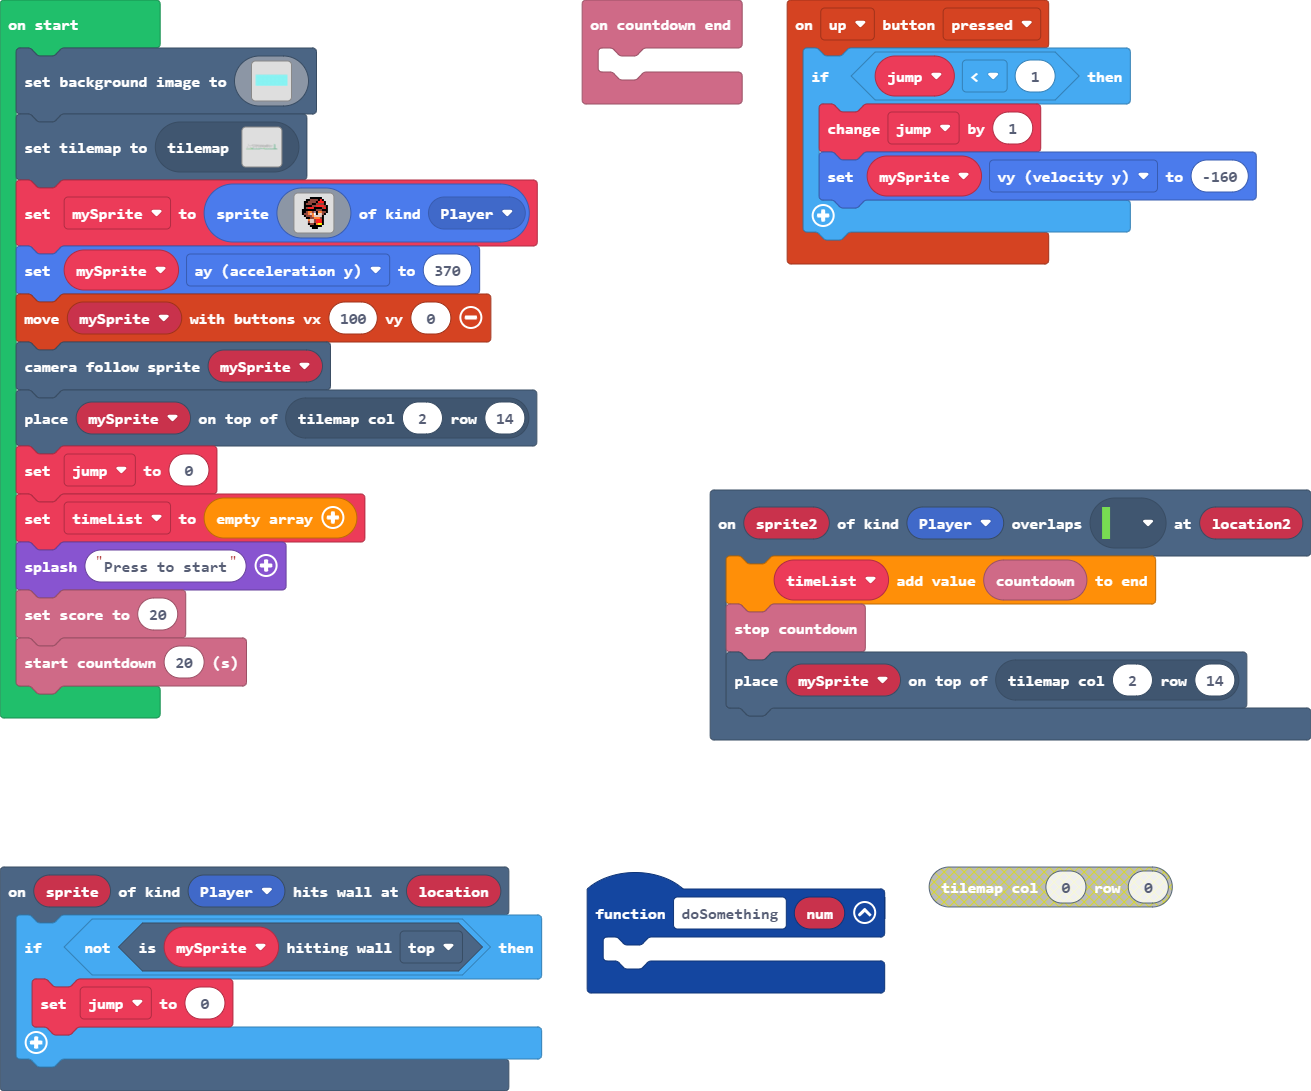 on start
set background image to
set tilemap to tilemap
set mySprite to sprite of kind Player
set mySprite ay (acceleration y) to 370
move mySprite with buttons vx 100 vy 0
camera follow sprite mySprite
place mySprite on top of tilemap col 2 row 14
set jump to 0
set timeList to empty array
splash "Press to start"
set score to 20
start countdown 20 (s)
on countdown end
on up button pressed
if jump < 1 then
change jump by 1
set mySprite vy (velocity y) to -160
on sprite2 of kind Player overlaps at location2
timeList add value countdown to end
stop countdown
place mySprite on top of tilemap col 2 row 14
on sprite of kind Player hits wall at location
if not is mySprite hitting wall top then
set jump to 0
function doSomething num
tilemap col 0 row 0